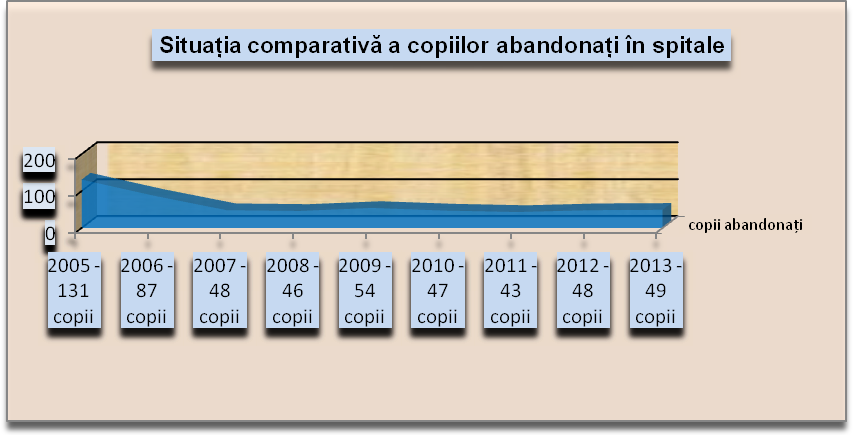 Situația comparativă a copiilor abandonați în spitale
200
100
0
copii abandonați
2005 -
131
copii
2006 -
87
copii
2007 -
48
copii
2008 -
46
copii
2009 -
54
copii
2010 -
47
copii
2011 -
43
copii
2012 -
48
copii
2013 -
49
copii